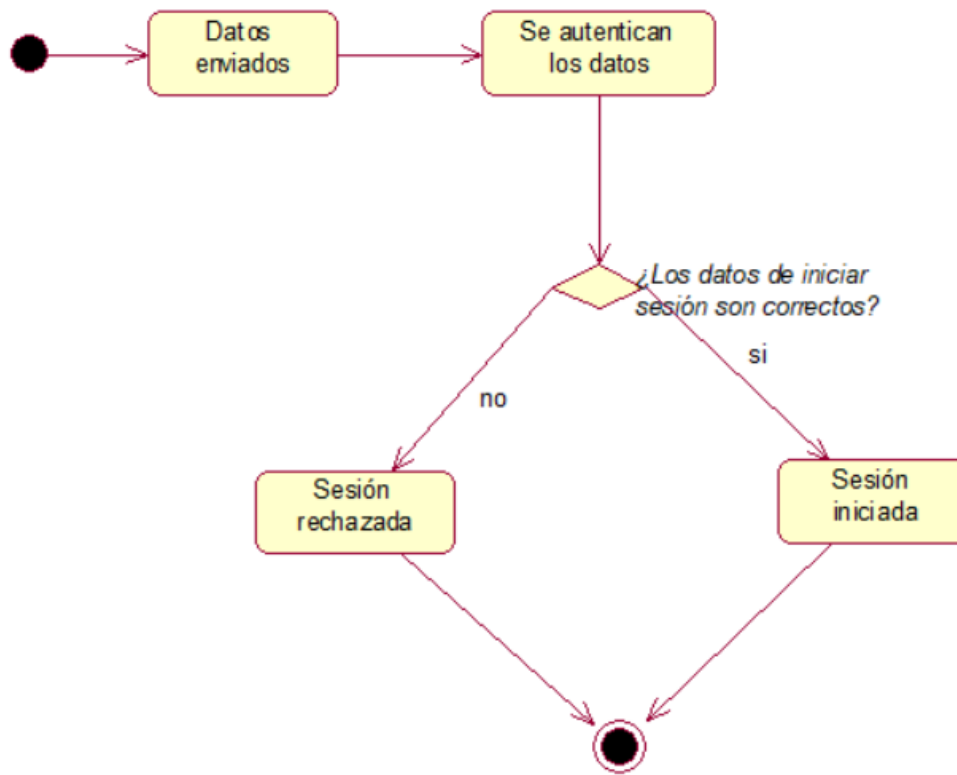 Datos
enviados
Se autentican
los datos
¿Los datos de iniciar
sesión son correctos?
si
no
Sesión
rechazada
Sesión
iniciada